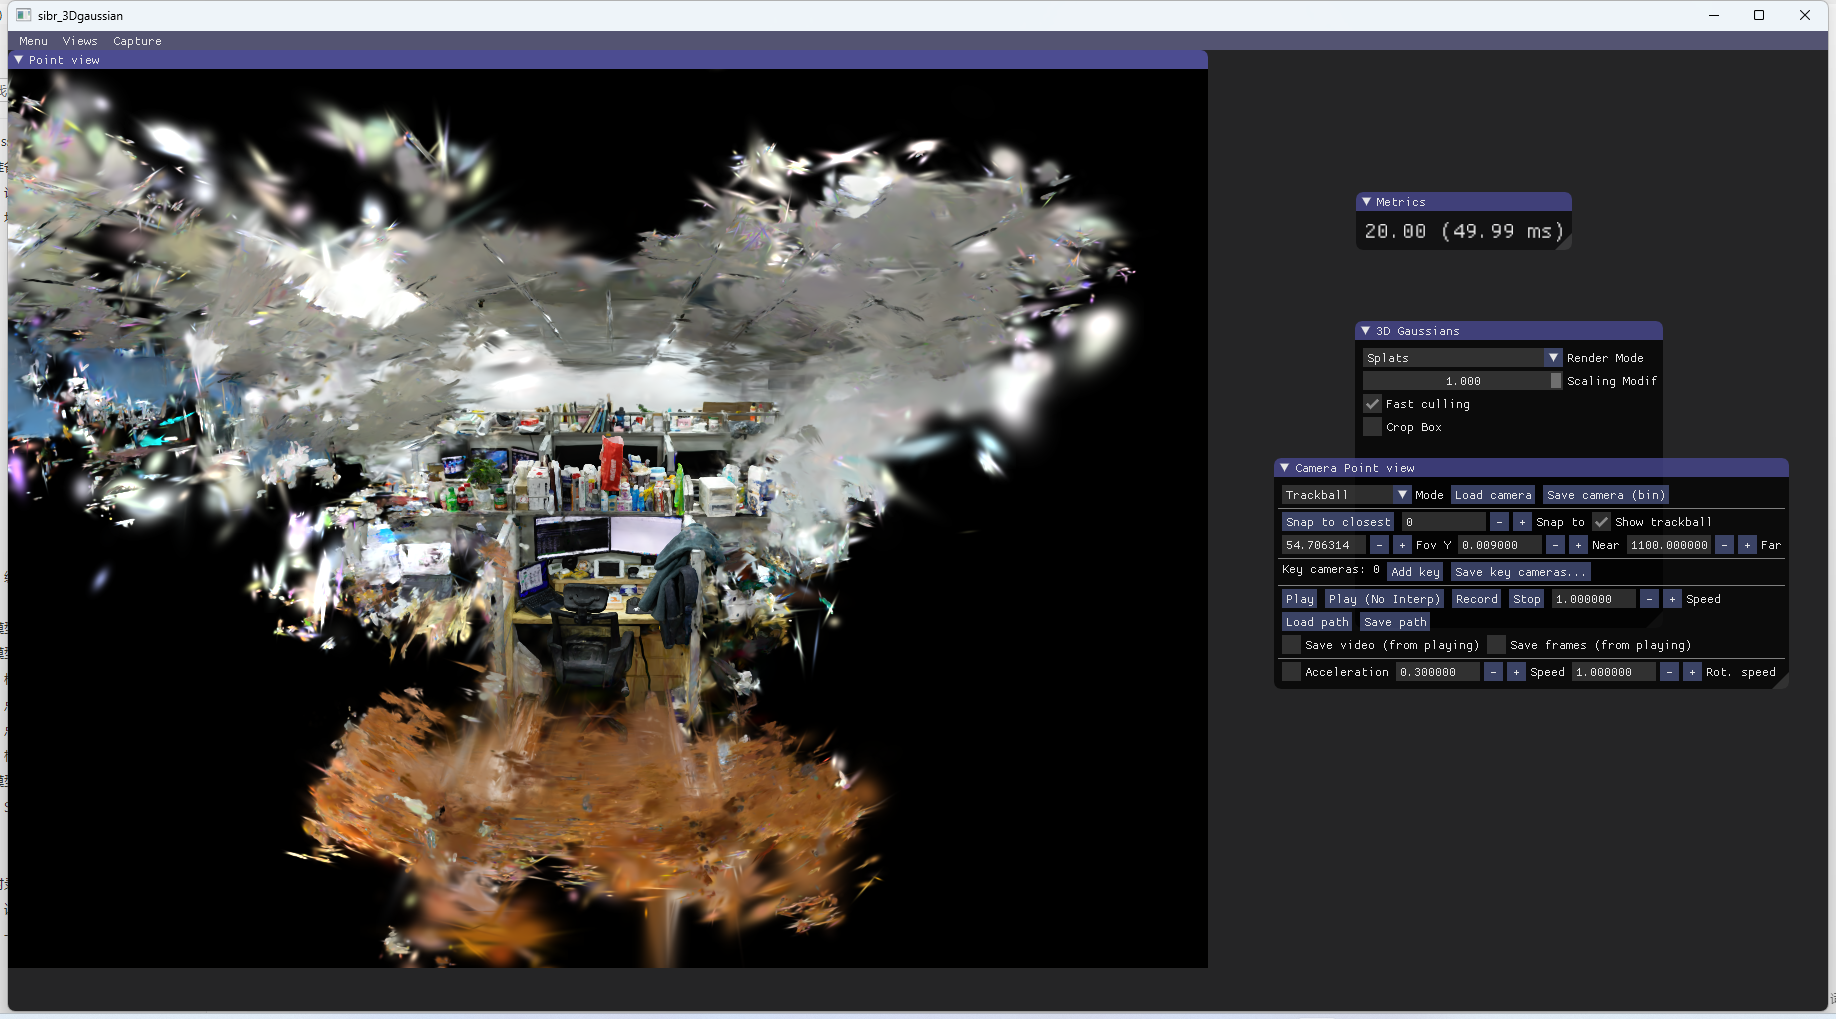 sibr_3Dgaussian
Menu Views Capture
Point view
Metrics
20.00 (49.99 ms)
3D Gaussians
Splats Render Mode
1.000 Scaling Modif
Fast culling
Crop Box
Camera Point view
Trackball Mode Load camera Save camera (bin)
Snap to closest 0 - + Snap to Show trackball
54.706314 - + Fov Y 0.009000 - + Near 1100.000000 - + Far
Key cameras: 0 Add key Save key cameras...
Play Play (No Interp) Record Stop 1.000000 - + Speed
Load path Save path
Save video (from playing) Save frames (from playing)
Acceleration 0.300000 - + Speed 1.000000 - + Rot. speed